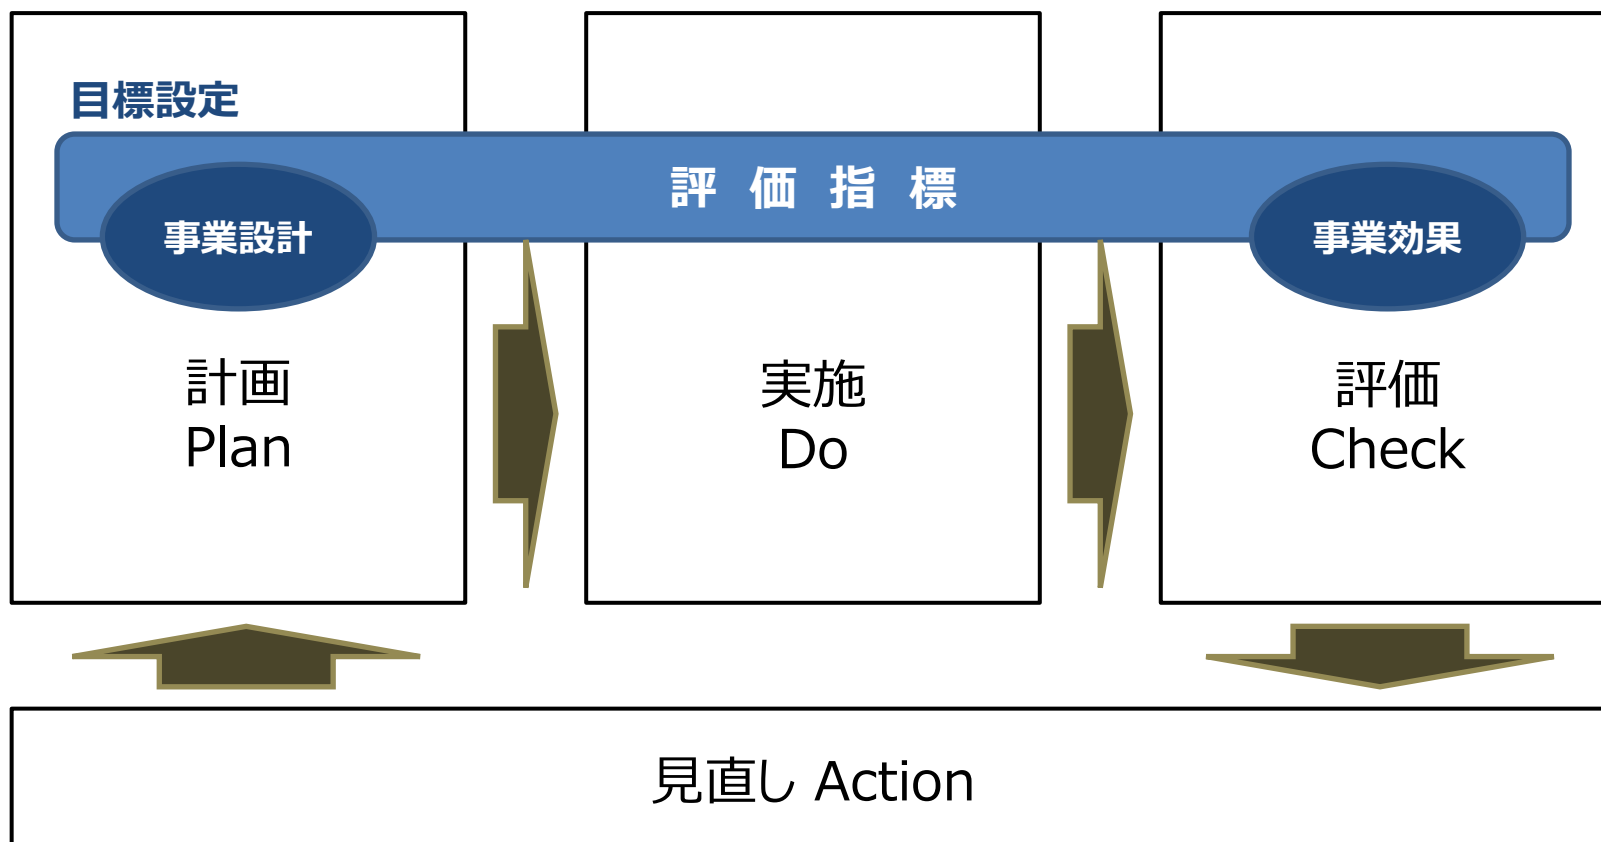 目標設定
評価指標
事業設計
事業効果
計画
Plan
実施
Do
評価
Check
見直し Action